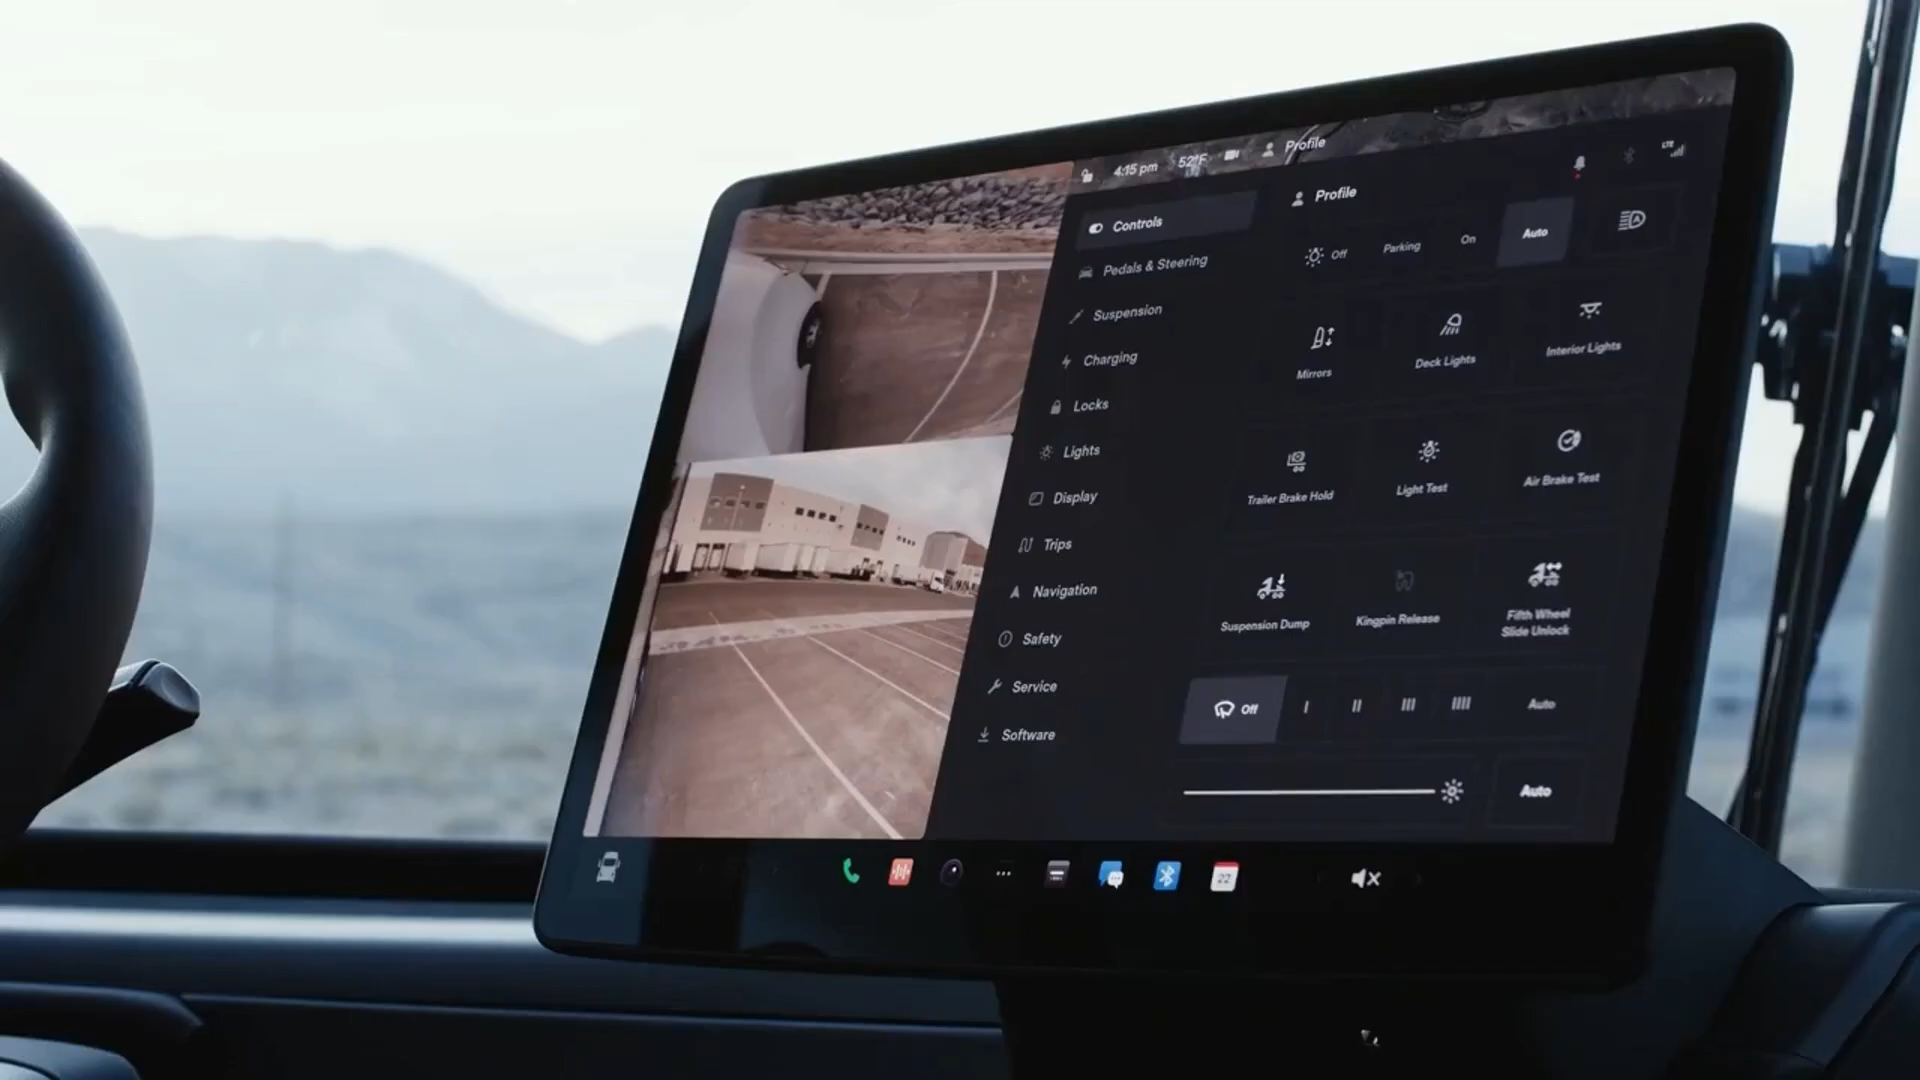 4:15 pm 52°F Profile
LTE
Controls
Pedals & Steering
Suspension
Charging
Locks
Lights
Display
Trips
Navigation
Safety
Service
Software
Profile
Off Parking On Auto
Mirrors Deck Lights Interior Lights
Trailer Brake Hold Light Test Air Brake Test
Suspension Dump Kingpin Release Fifth Wheel
Slide Unlock
Off I II III IIII Auto
Auto
22